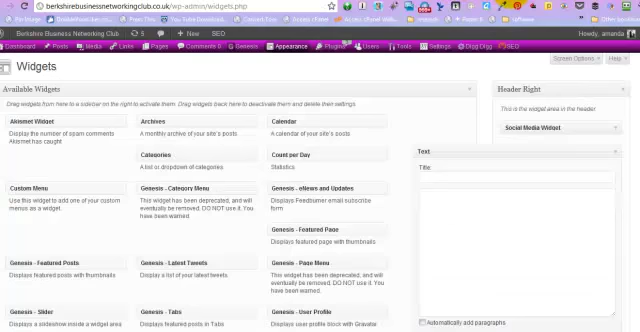 berkshirebusinessnetworkingclub.co.uk/wp-admin/widgets.php
Berkshire Business Networking Club 5 + New SEO Howdy, amanda
Dashboard Posts Media Links Pages Comments 0 Genesis Appearance Plugins Users Tools Settings Digg Digg SEO
Widgets
Screen Options Help
Available Widgets
Drag widgets from here to a sidebar on the right to activate them. Drag widgets back here to deactivate them and delete their settings.
Akismet Widget
Display the number of spam comments
Akismet has caught
Archives
A monthly archive of your site's posts
Calendar
A calendar of your site's posts
Categories
A list or dropdown of categories
Count per Day
Statistics
Custom Menu
Use this widget to add one of your custom
menus as a widget.
Genesis - Category Menu
This widget has been deprecated, and will
eventually be removed. DO NOT use it. You
have been warned.
Genesis - eNews and Updates
Displays Feedburner email subscribe
form
Genesis - Featured Page
Displays featured page with thumbnails
Genesis - Featured Posts
Displays featured posts with thumbnails
Genesis - Latest Tweets
Display a list of your latest tweets.
Genesis - Page Menu
This widget has been deprecated, and will
eventually be removed. DO NOT use it. You
have been warned.
Genesis - Slider
Displays a slideshow inside a widget area
Genesis - Tabs
Displays featured posts in Tabs
Genesis - User Profile
Displays user profile block with Gravatar
Header Right
This is the widget area in the header.
Social Media Widget
Text
Title:
Automatically add paragraphs